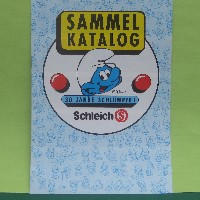 SAMMEL
KATALOG
30 JAHRE SCHLÜMPFE!
Schleich S